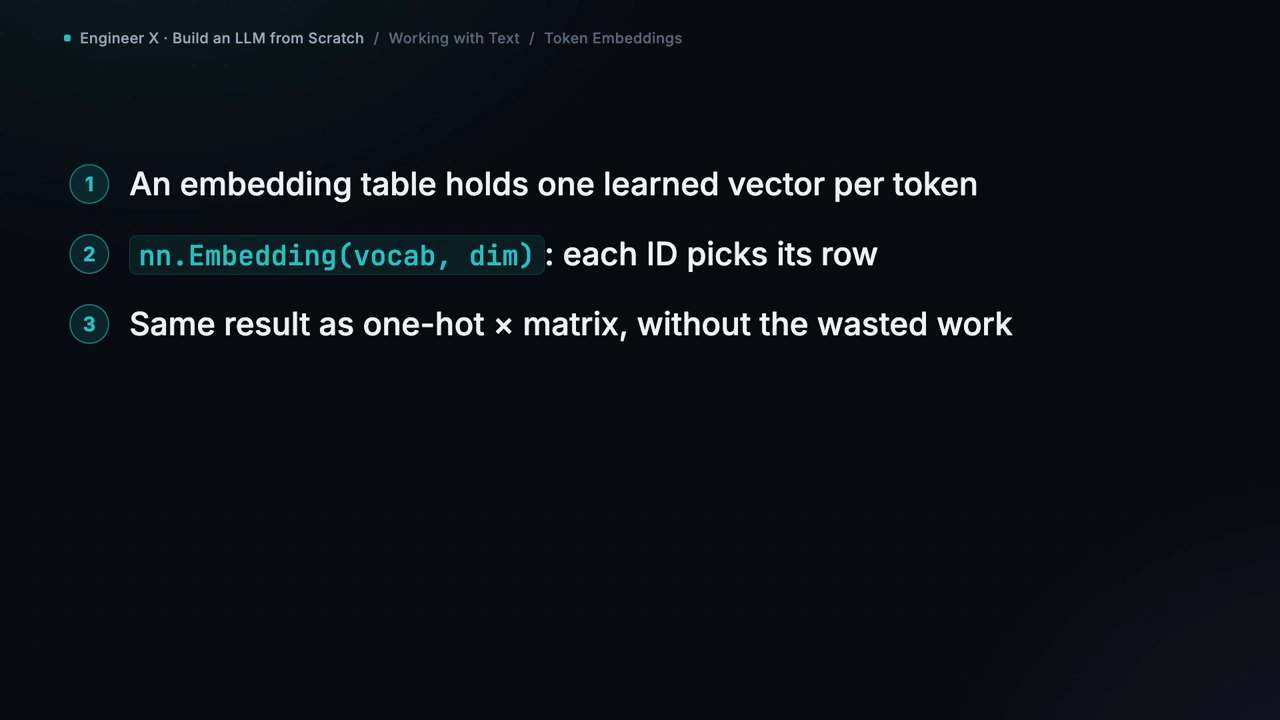 Engineer X · Build an LLM from Scratch / Working with Text / Token Embeddings
1 An embedding table holds one learned vector per token
2 nn.Embedding(vocab, dim): each ID picks its row
3 Same result as one-hot × matrix, without the wasted work